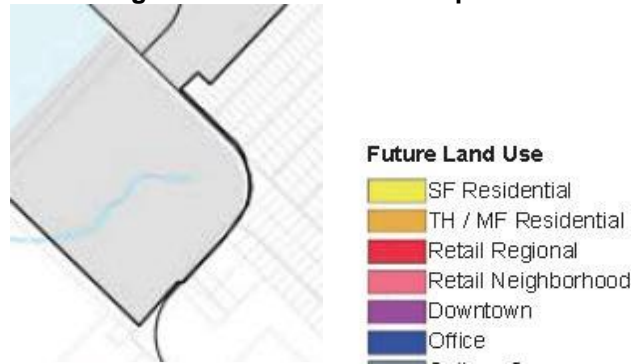 Future Land Use
SF Residential
TH / MF Residential
Retail Regional
Retail Neighborhood
Downtown
Office